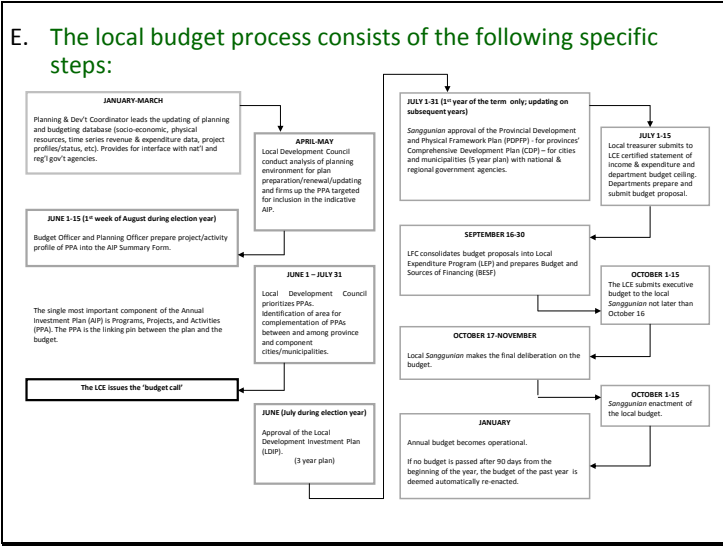 E. The local budget process consists of the following specific
steps:
JANUARY-MARCH
Planning & Dev't Coordinator leads the updating of planning
and budgeting database (socio-economic, physical
resources, time series revenue & expenditure data, project
profiles/status, etc). Provides for interface with nat'l and
reg'l gov't agencies.
APRIL-MAY
Local Development Council
conduct analysis of planning
environment for plan
preparation/renewal/updating
and firms up the PPA targeted
for inclusion in the indicative
AIP.
JUNE 1-15 (1st week of August during election year)
Budget Officer and Planning Officer prepare project/activity
profile of PPA into the AIP Summary Form.
JUNE 1 – JULY 31
Local Development Council
prioritizes PPAs.
Identification of area for
complementation of PPAs
between and among province
and component
cities/municipalities.
The single most important component of the Annual
Investment Plan (AIP) is Programs, Projects, and Activities
(PPA). The PPA is the linking pin between the plan and the
budget.
The LCE issues the 'budget call'
JUNE (July during election year)
Approval of the Local
Development Investment Plan
(LDIP).
(3 year plan)
JULY 1-31 (1st year of the term only; updating on
subsequent years)
Sanggunian approval of the Provincial Development
and Physical Framework Plan (PDPFP) - for provinces'
Comprehensive Development Plan (CDP) – for cities
and municipalities (5 year plan) with national &
regional government agencies.
JULY 1-15
Local treasurer submits to
LCE certified statement of
income & expenditure and
department budget ceiling.
Departments prepare and
submit budget proposal.
SEPTEMBER 16-30
LFC consolidates budget proposals into Local
Expenditure Program (LEP) and prepares Budget and
Sources of Financing (BESF)
OCTOBER 1-15
The LCE submits executive
budget to the local
Sanggunian not later than
October 16
OCTOBER 17-NOVEMBER
Local Sanggunian makes the final deliberation on the
budget.
OCTOBER 1-15
Sanggunian enactment of
the local budget.
JANUARY
Annual budget becomes operational.
If no budget is passed after 90 days from the
beginning of the year, the budget of the past year is
deemed automatically re-enacted.